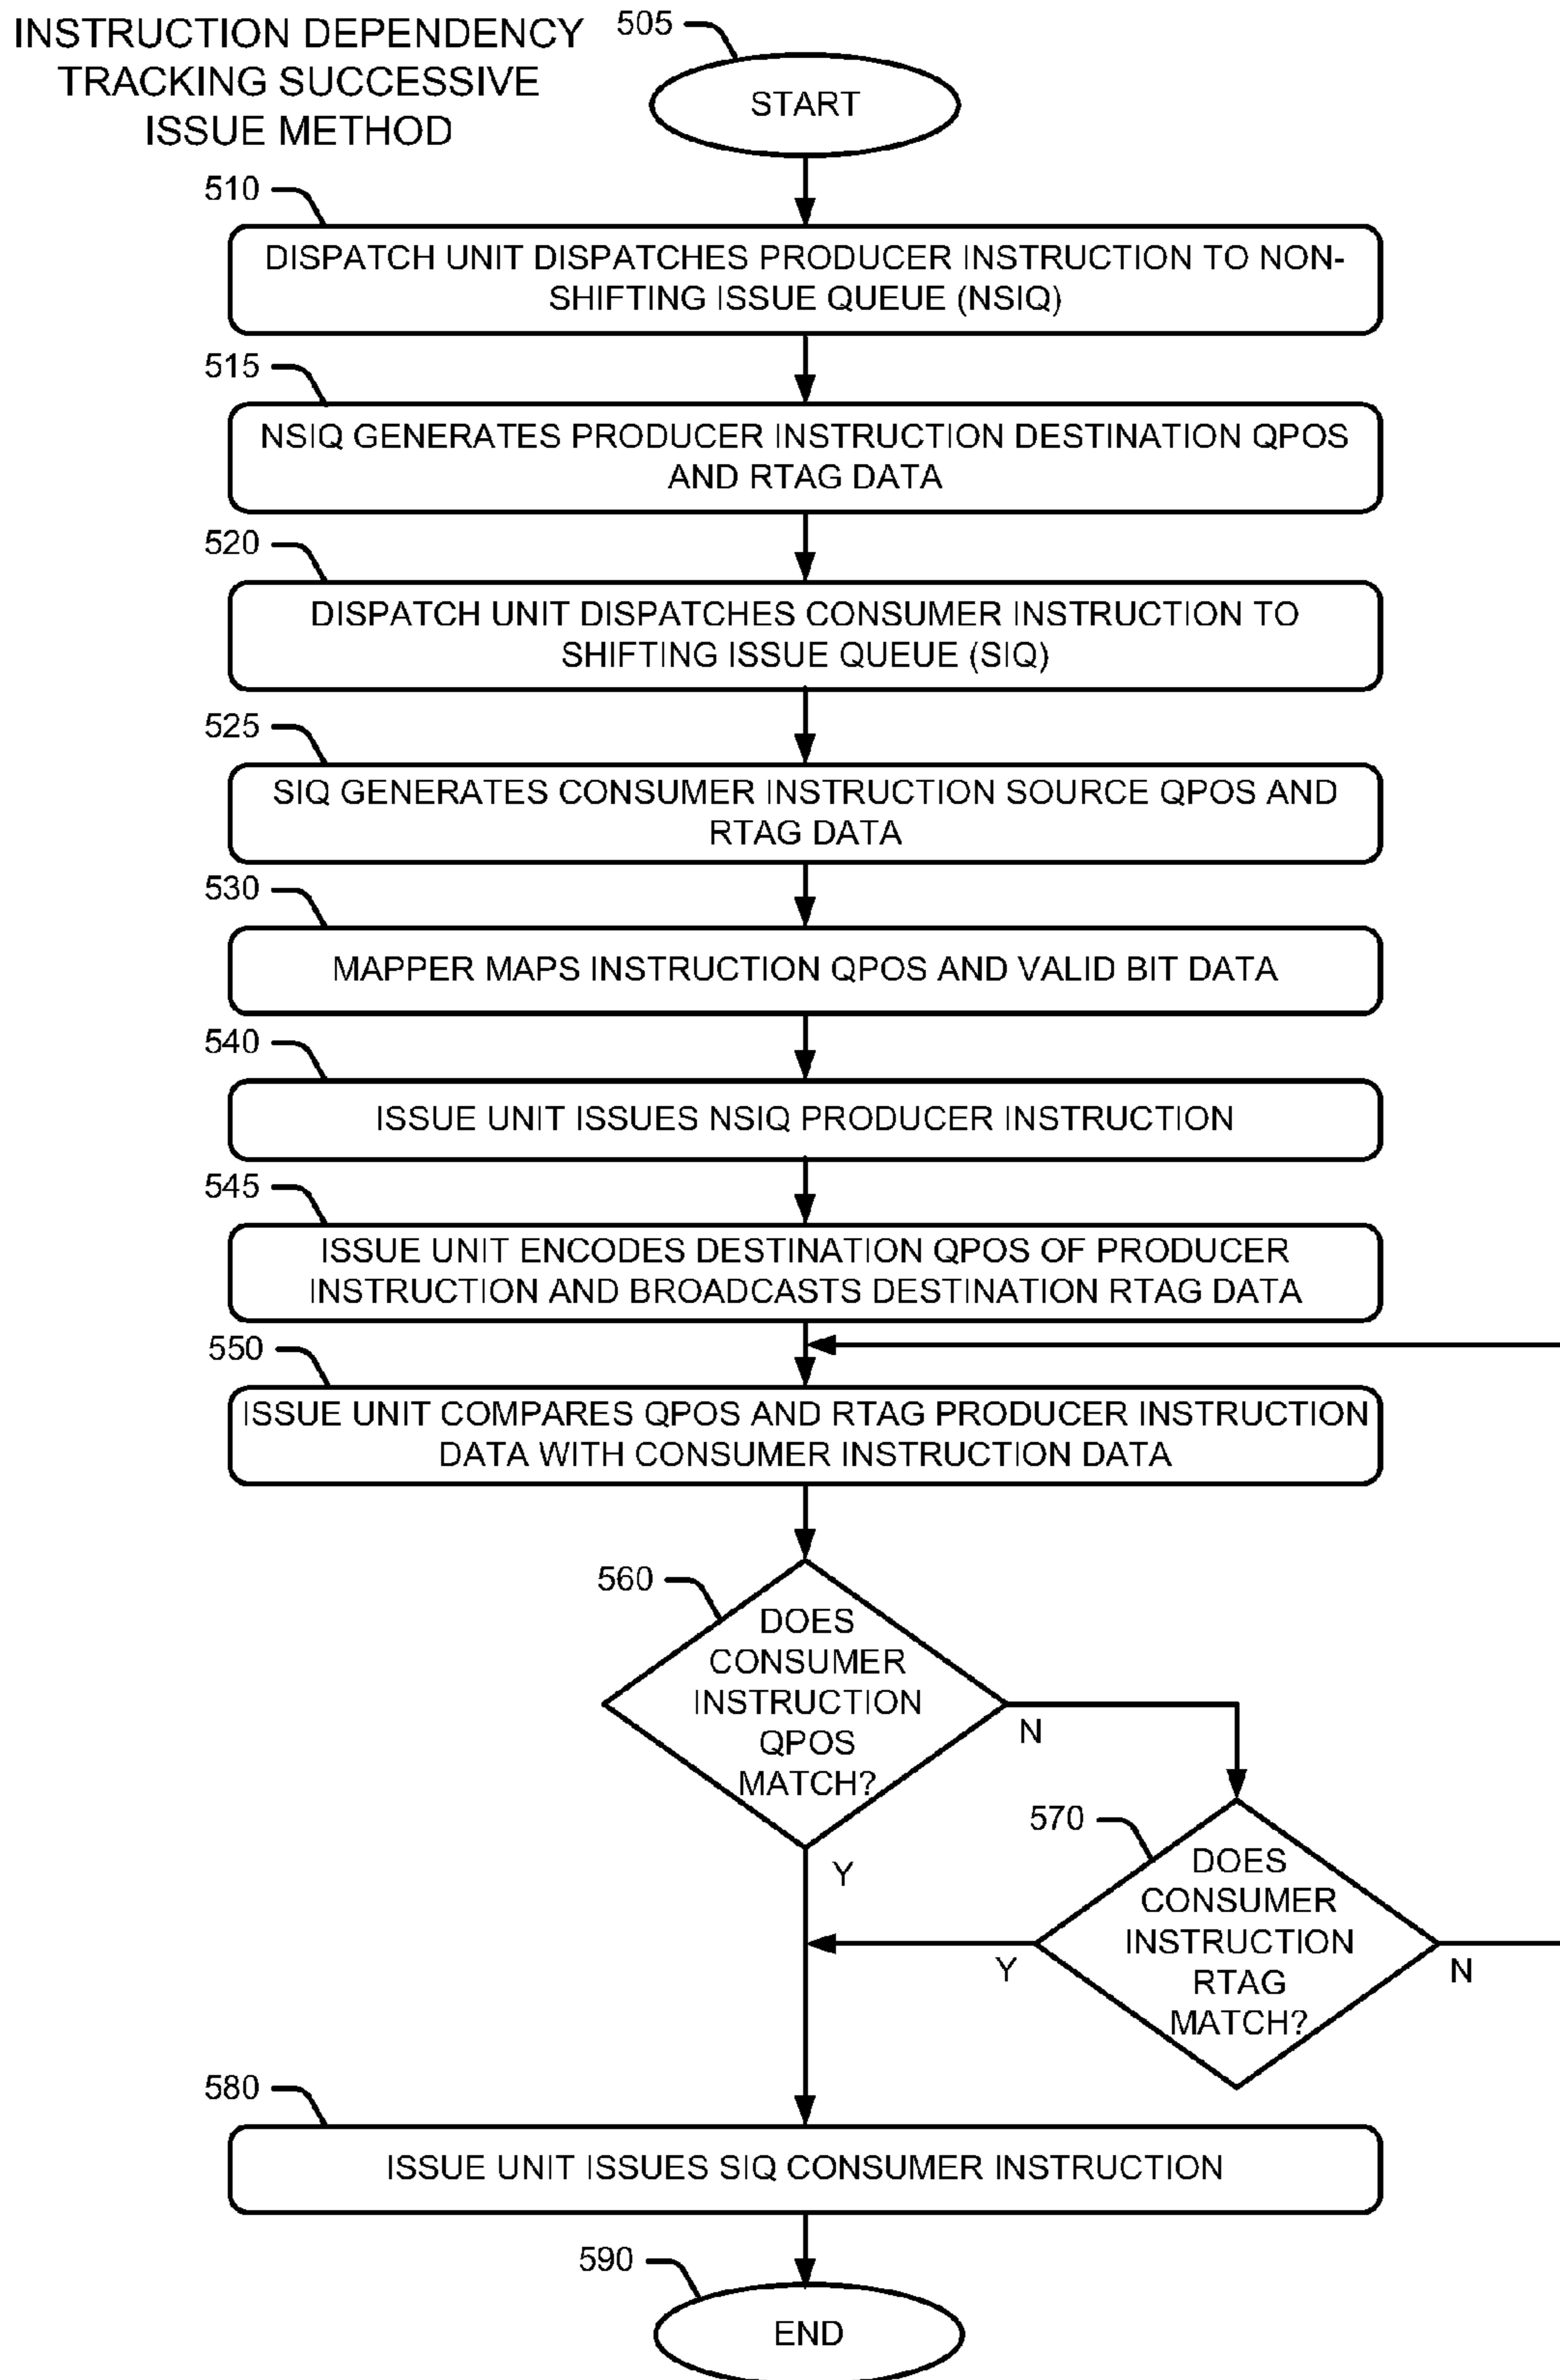 INSTRUCTION DEPENDENCY
TRACKING SUCCESSIVE
ISSUE METHOD
505
START
510
DISPATCH UNIT DISPATCHES PRODUCER INSTRUCTION TO NON-
SHIFTING ISSUE QUEUE (NSIQ)
515
NSIQ GENERATES PRODUCER INSTRUCTION DESTINATION QPOS
AND RTAG DATA
520
DISPATCH UNIT DISPATCHES CONSUMER INSTRUCTION TO
SHIFTING ISSUE QUEUE (SIQ)
525
SIQ GENERATES CONSUMER INSTRUCTION SOURCE QPOS AND
RTAG DATA
530
MAPPER MAPS INSTRUCTION QPOS AND VALID BIT DATA
540
ISSUE UNIT ISSUES NSIQ PRODUCER INSTRUCTION
545
ISSUE UNIT ENCODES DESTINATION QPOS OF PRODUCER
INSTRUCTION AND BROADCASTS DESTINATION RTAG DATA
550
ISSUE UNIT COMPARES QPOS AND RTAG PRODUCER INSTRUCTION
DATA WITH CONSUMER INSTRUCTION DATA
560
DOES
CONSUMER
INSTRUCTION
QPOS
MATCH?
N
Y
570
DOES
CONSUMER
INSTRUCTION
RTAG
MATCH?
Y
N
580
ISSUE UNIT ISSUES SIQ CONSUMER INSTRUCTION
590
END